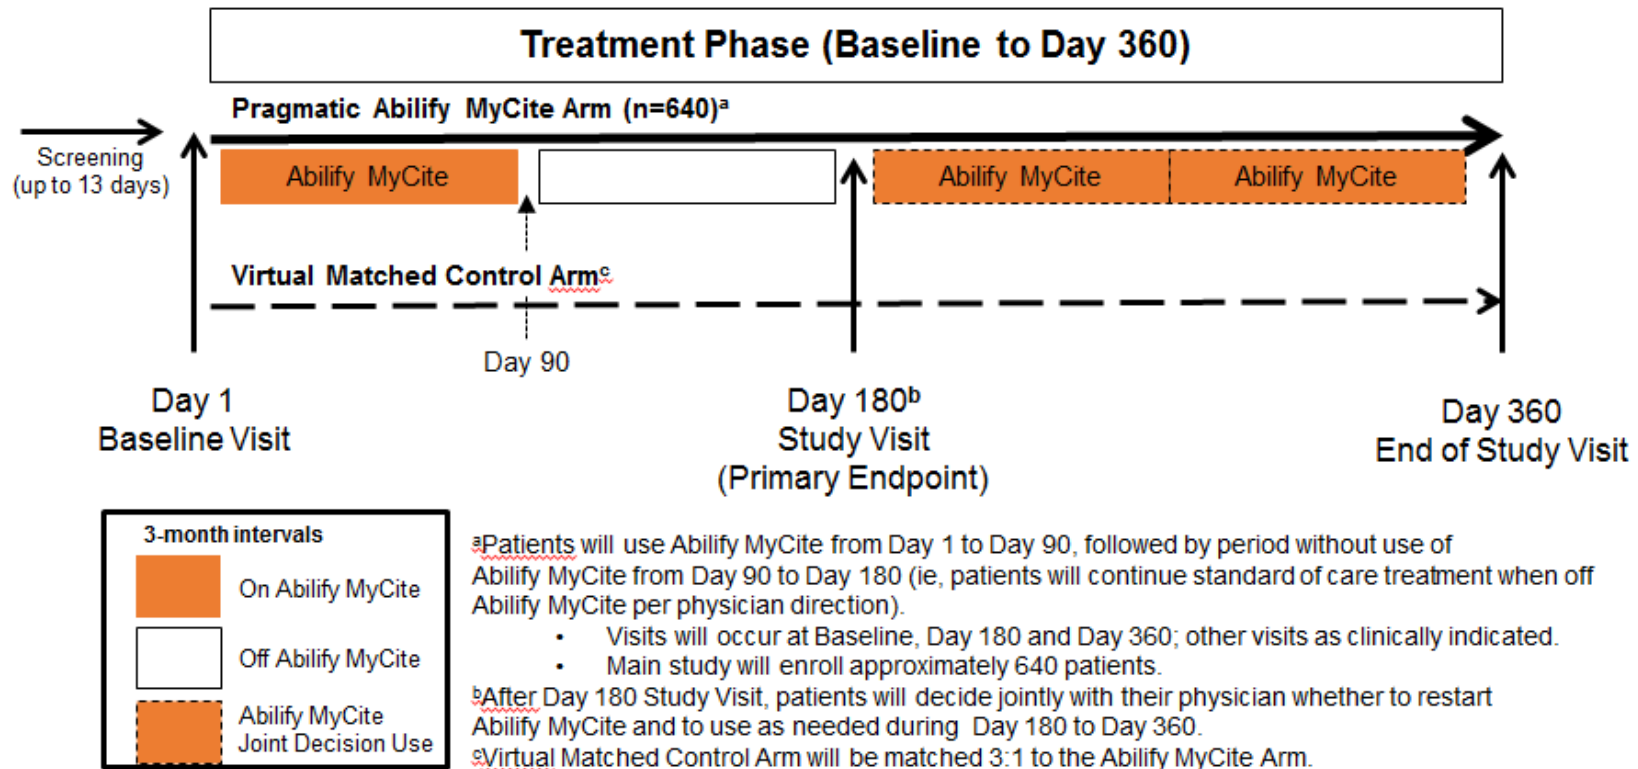 Treatment Phase (Baseline to Day 360)
Pragmatic Abilify MyCite Arm (n=640)ᵃ
Screening
(up to 13 days)
Abilify MyCite
Abilify MyCite
Abilify MyCite
Virtual Matched Control Armᶜ
Day 90
Day 1
Baseline Visit
Day 180ᵇ
Study Visit
(Primary Endpoint)
Day 360
End of Study Visit
3-month intervals
On Abilify MyCite
Off Abilify MyCite
Abilify MyCite
Joint Decision Use
ᵃPatients will use Abilify MyCite from Day 1 to Day 90, followed by period without use of
Abilify MyCite from Day 90 to Day 180 (ie, patients will continue standard of care treatment when off
Abilify MyCite per physician direction).
• Visits will occur at Baseline, Day 180 and Day 360; other visits as clinically indicated.
• Main study will enroll approximately 640 patients.
ᵇAfter Day 180 Study Visit, patients will decide jointly with their physician whether to restart
Abilify MyCite and to use as needed during Day 180 to Day 360.
ᶜVirtual Matched Control Arm will be matched 3:1 to the Abilify MyCite Arm.